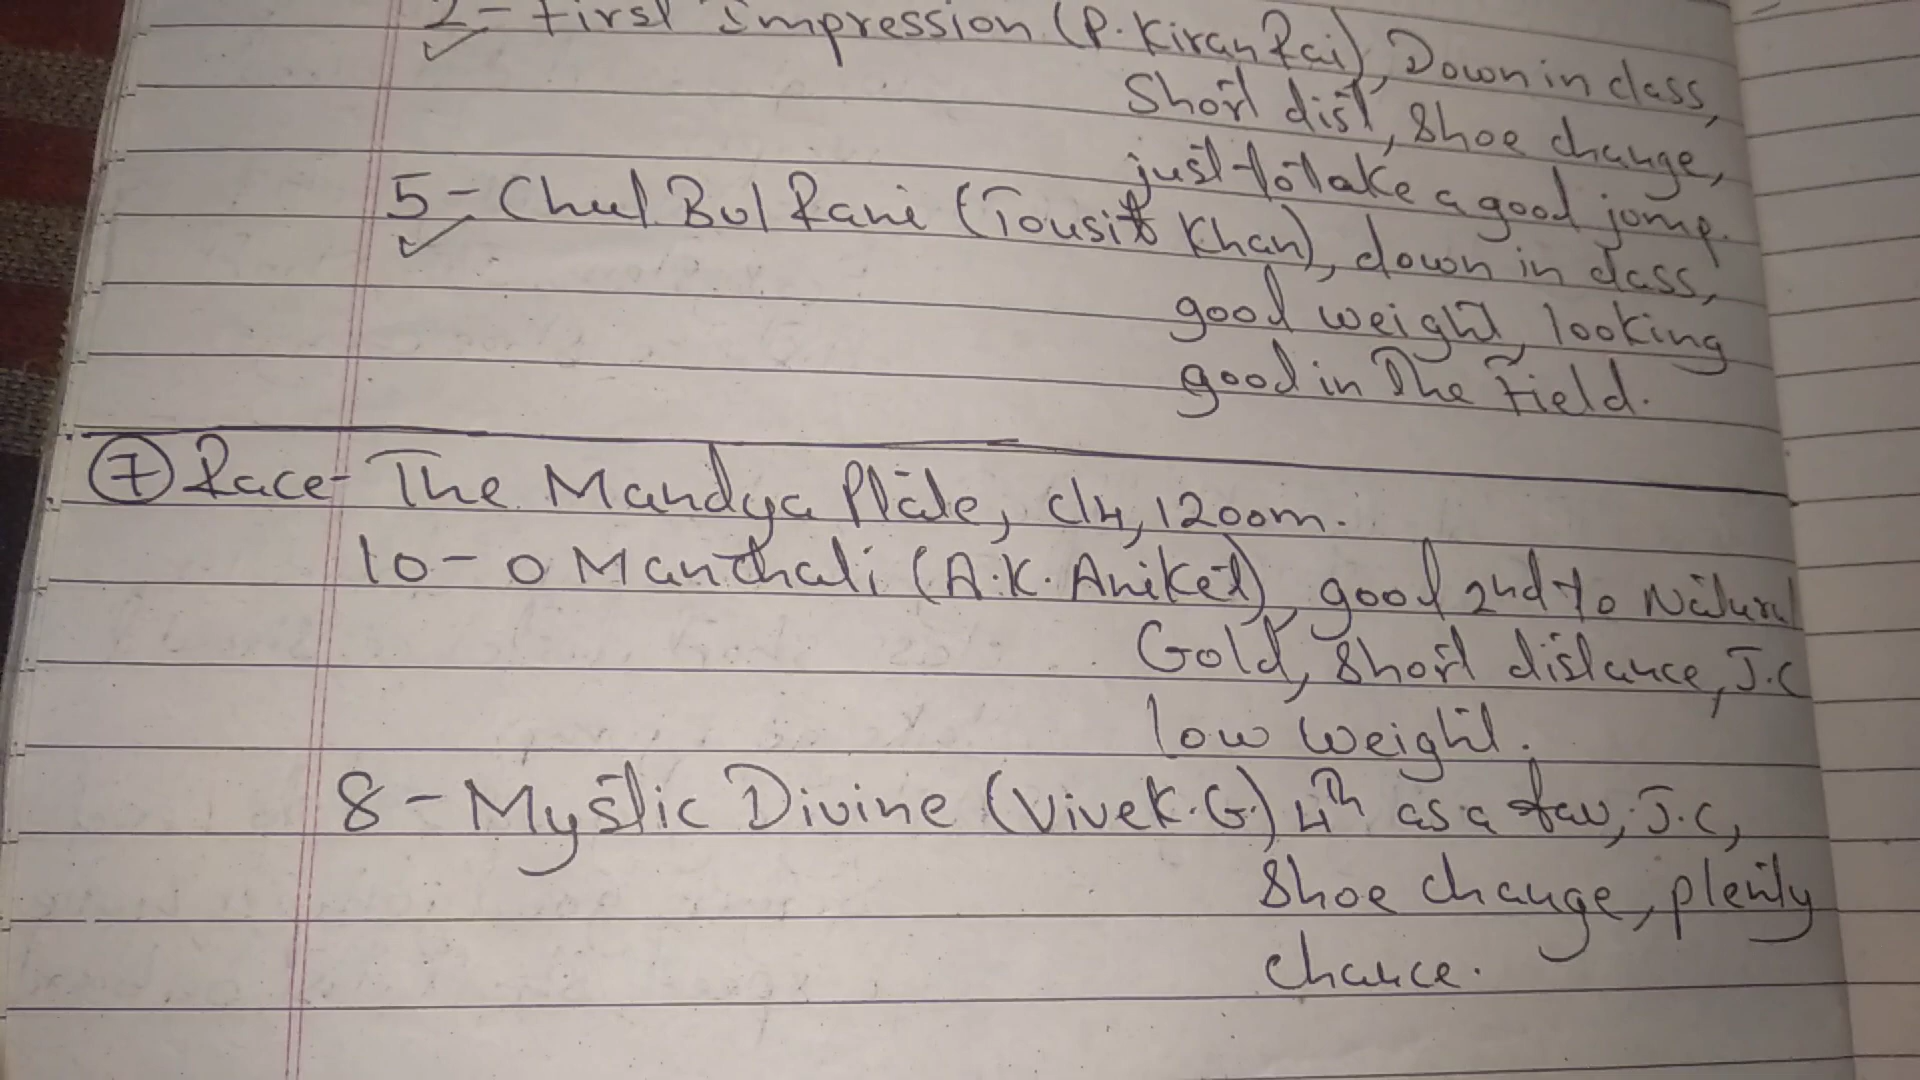 2- First Impression (P. Kiran Rai), Down in class,
Short dist, Shoe change,
just to take a good jomp.
5- Chul Bul Rani (Tousif Khan), down in class,
good weight, looking
good in The Field.
7 Race- The Mandya Plate, cl4, 1200m.
10- O Manchali (A.K. Aniket), good 2nd to Natural
Gold, Short distance, J.C
low weight.
8- Mystic Divine (Vivek. G.) 4th as a fav, J.C,
Shoe change, plenty
chance.